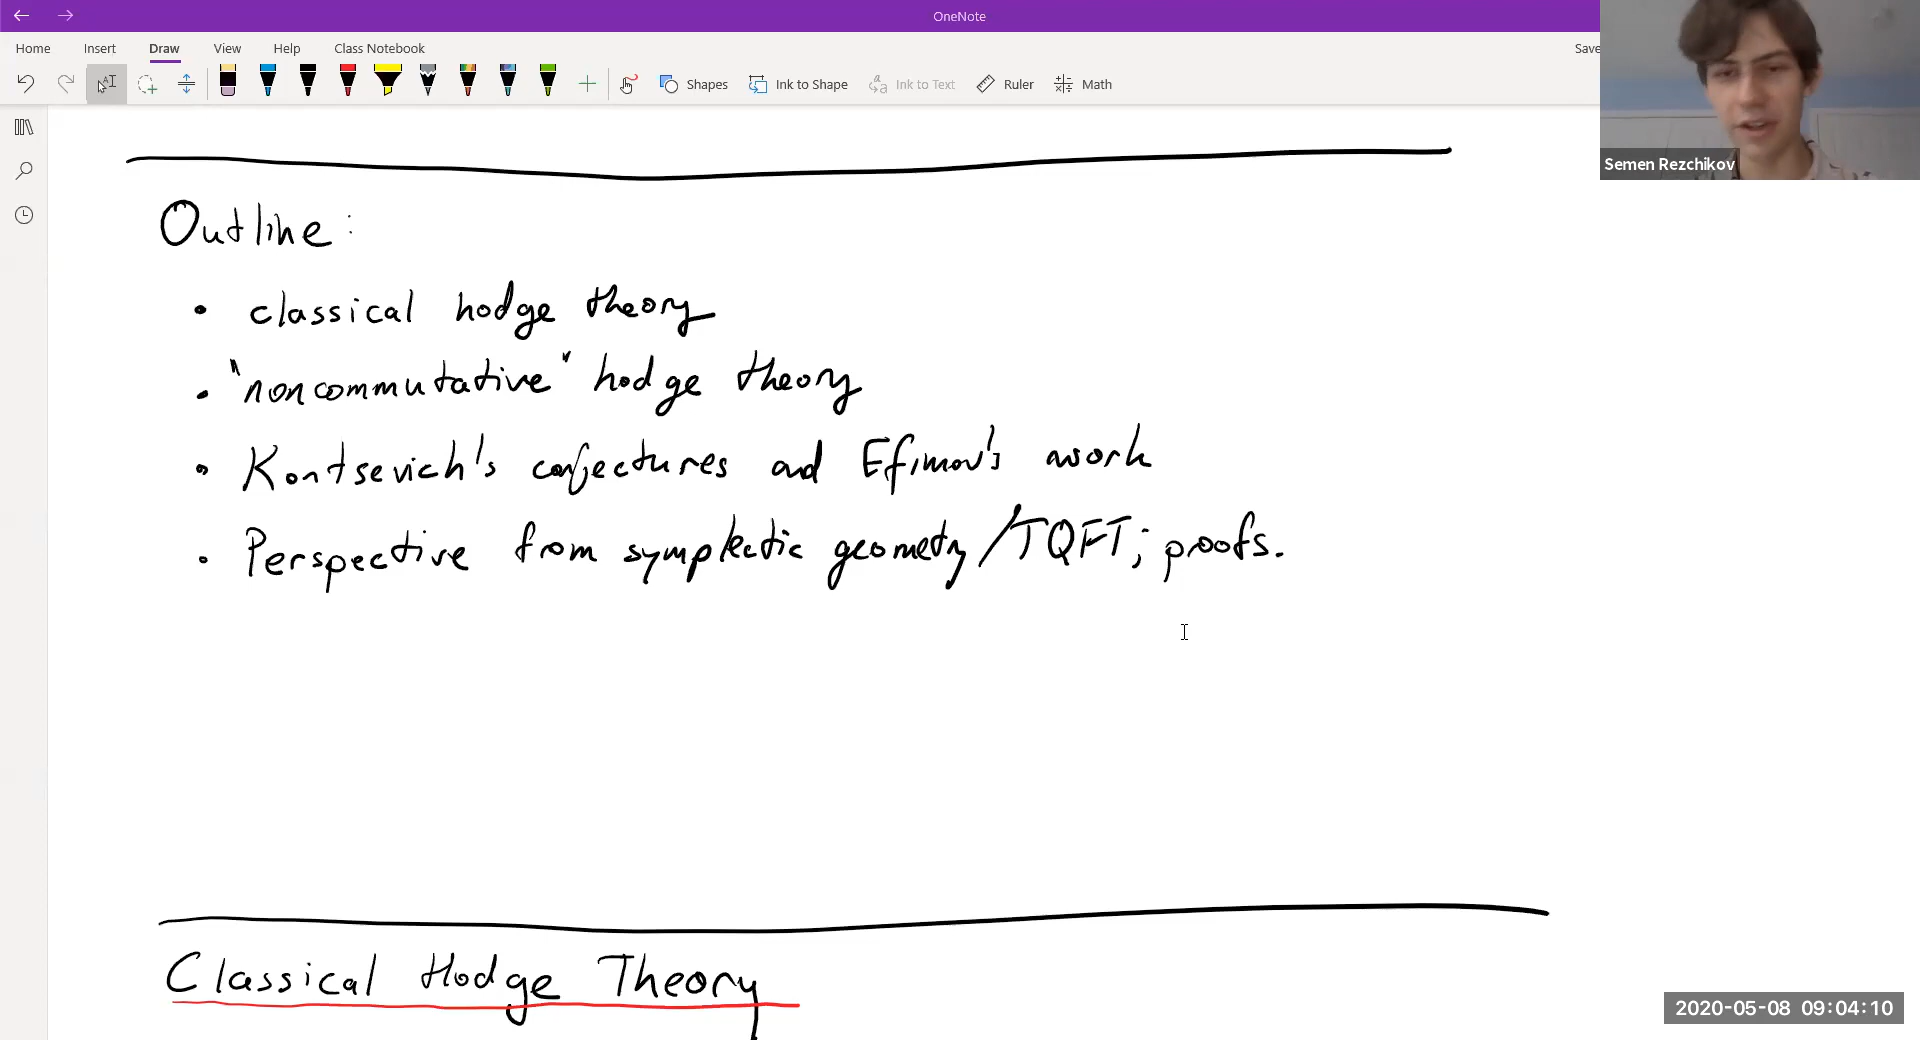 OneNote
Home Insert Draw View Help Class Notebook Save
Shapes Ink to Shape Ink to Text Ruler Math
Semen Rezchikov
Outline:
• classical hodge theory
• "noncommutative" hodge theory
• Kontsevich's conjectures and Efimov's work
• Perspective from symplectic geometry/TQFT; proofs.
Classical Hodge Theory
2020-05-08 09:04:10